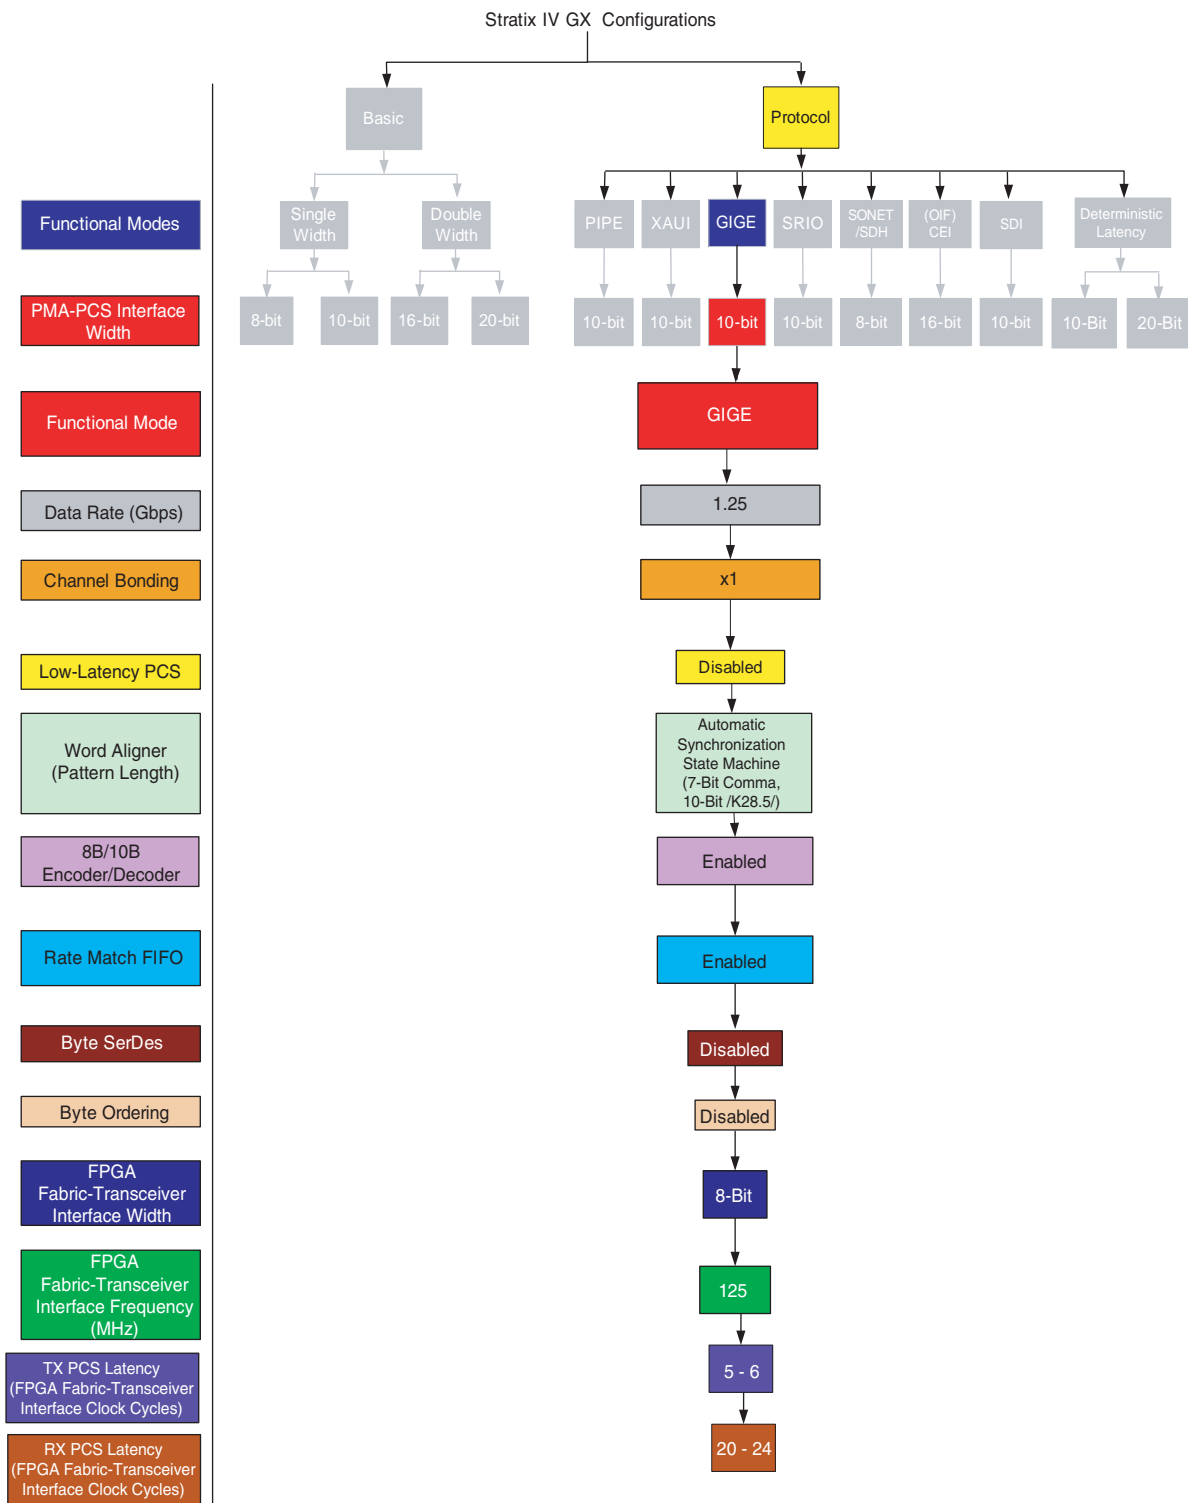 Stratix IV GX Configurations
Basic
Protocol
Functional Modes
Single
Width
Double
Width
PIPE
XAUI
GIGE
SRIO
SONET
/SDH
(OIF)
CEI
SDI
Deterministic
Latency
PMA-PCS Interface
Width
8-bit
10-bit
16-bit
20-bit
10-bit
10-bit
10-bit
10-bit
8-bit
16-bit
10-bit
10-Bit
20-Bit
Functional Mode
GIGE
Data Rate (Gbps)
1.25
Channel Bonding
x1
Low-Latency PCS
Disabled
Word Aligner
(Pattern Length)
Automatic
Synchronization
State Machine
(7-Bit Comma,
10-Bit /K28.5/)
8B/10B
Encoder/Decoder
Enabled
Rate Match FIFO
Enabled
Byte SerDes
Disabled
Byte Ordering
Disabled
FPGA
Fabric-Transceiver
Interface Width
8-Bit
FPGA
Fabric-Transceiver
Interface Frequency
(MHz)
125
TX PCS Latency
(FPGA Fabric-Transceiver
Interface Clock Cycles)
5 - 6
RX PCS Latency
(FPGA Fabric-Transceiver
Interface Clock Cycles)
20 - 24